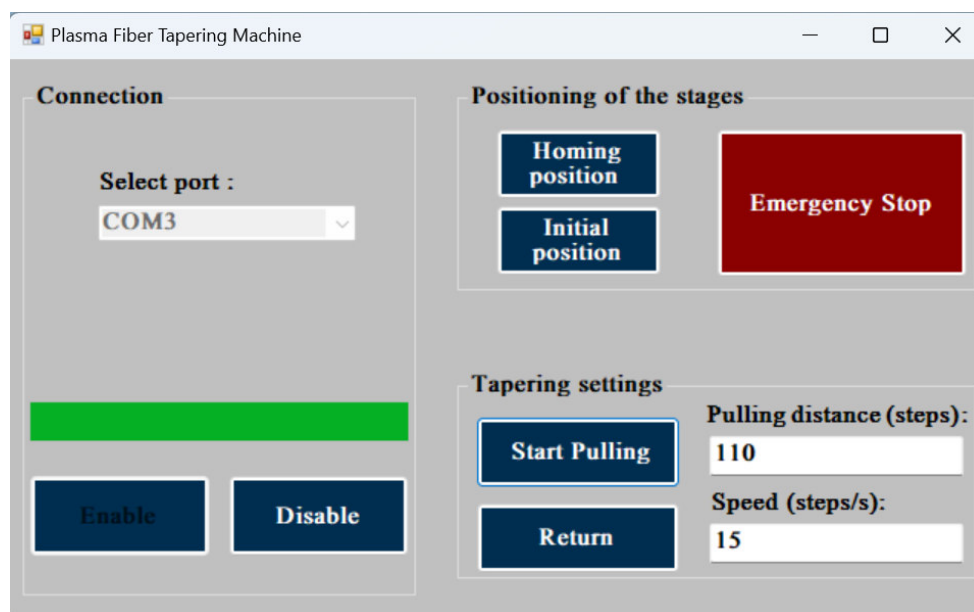 Plasma Fiber Tapering Machine
Connection
Select port :
COM3
Enable
Disable
Positioning of the stages
Homing
position
Initial
position
Emergency Stop
Tapering settings
Start Pulling
Return
Pulling distance (steps):
110
Speed (steps/s):
15